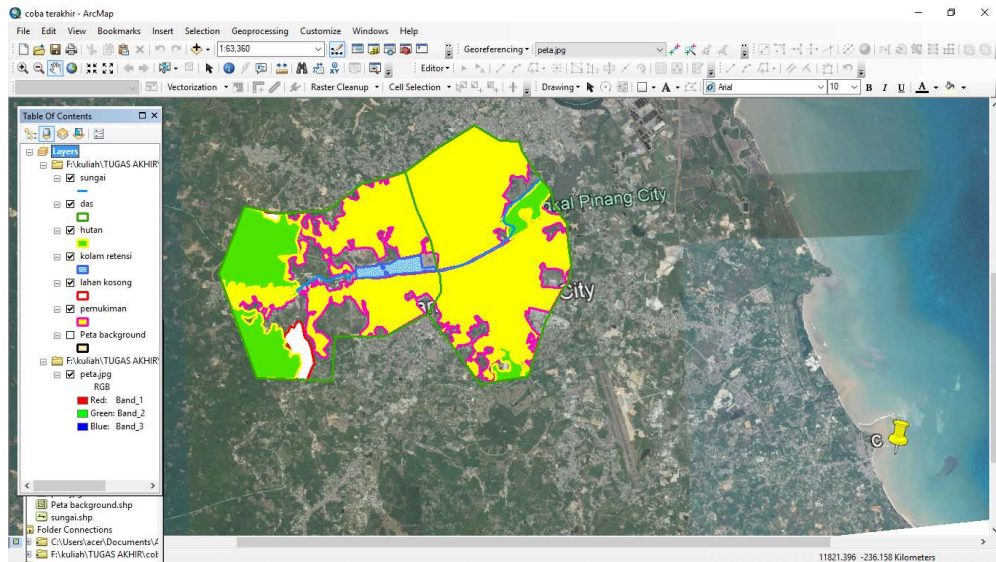 coba terakhir - ArcMap
File Edit View Bookmarks Insert Selection Geoprocessing Customize Windows Help
1:63,360
Georeferencing
peta.jpg
Editor
Vectorization
Raster Cleanup
Cell Selection
Drawing
A
Arial
10
B I U A
Table Of Contents
Layers
F:\kuliah\TUGAS AKHIR\
sungai
das
hutan
kolam retensi
lahan kosong
pemukiman
Peta background
F:\kuliah\TUGAS AKHIR\
peta.jpg
RGB
Red: Band_1
Green: Band_2
Blue: Band_3
Peta background.shp
sungai.shp
Folder Connections
C:\Users\acer\Documents\A
F:\kuliah\TUGAS AKHIR\cob
kal Pinang City
City
C
11821.396 -236.158 Kilometers